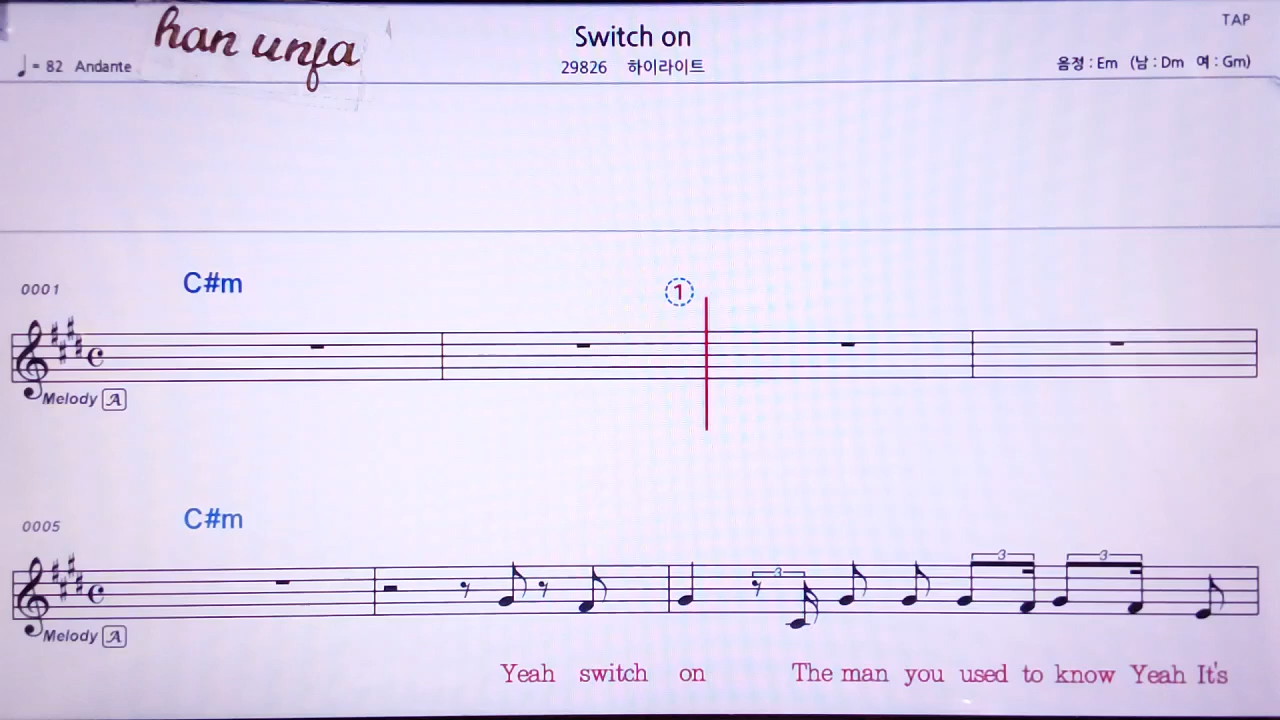 han unfa
Switch on
TAP
♩= 82 Andante
29826 하이라이트
음정 : Em (남 : Dm 여 : Gm)
0001
C#m
1
Melody A
0005
C#m
3 3 3
Melody A
Yeah switch on The man you used to know Yeah It's